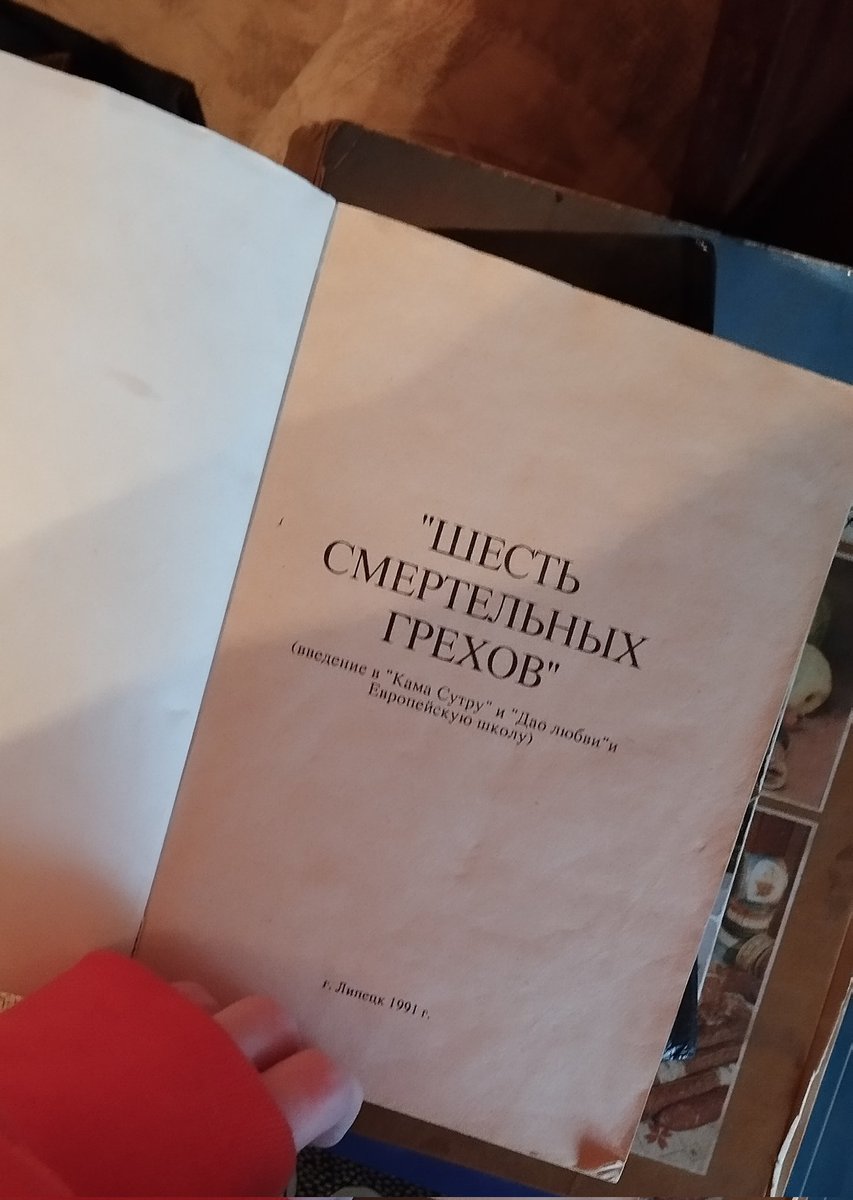 "ШЕСТЬ
СМЕРТЕЛЬНЫХ
ГРЕХОВ"
(введение в "Кама Сутру" и "Дао любви"и
Европейскую школу)
г. Липецк 1991 г.